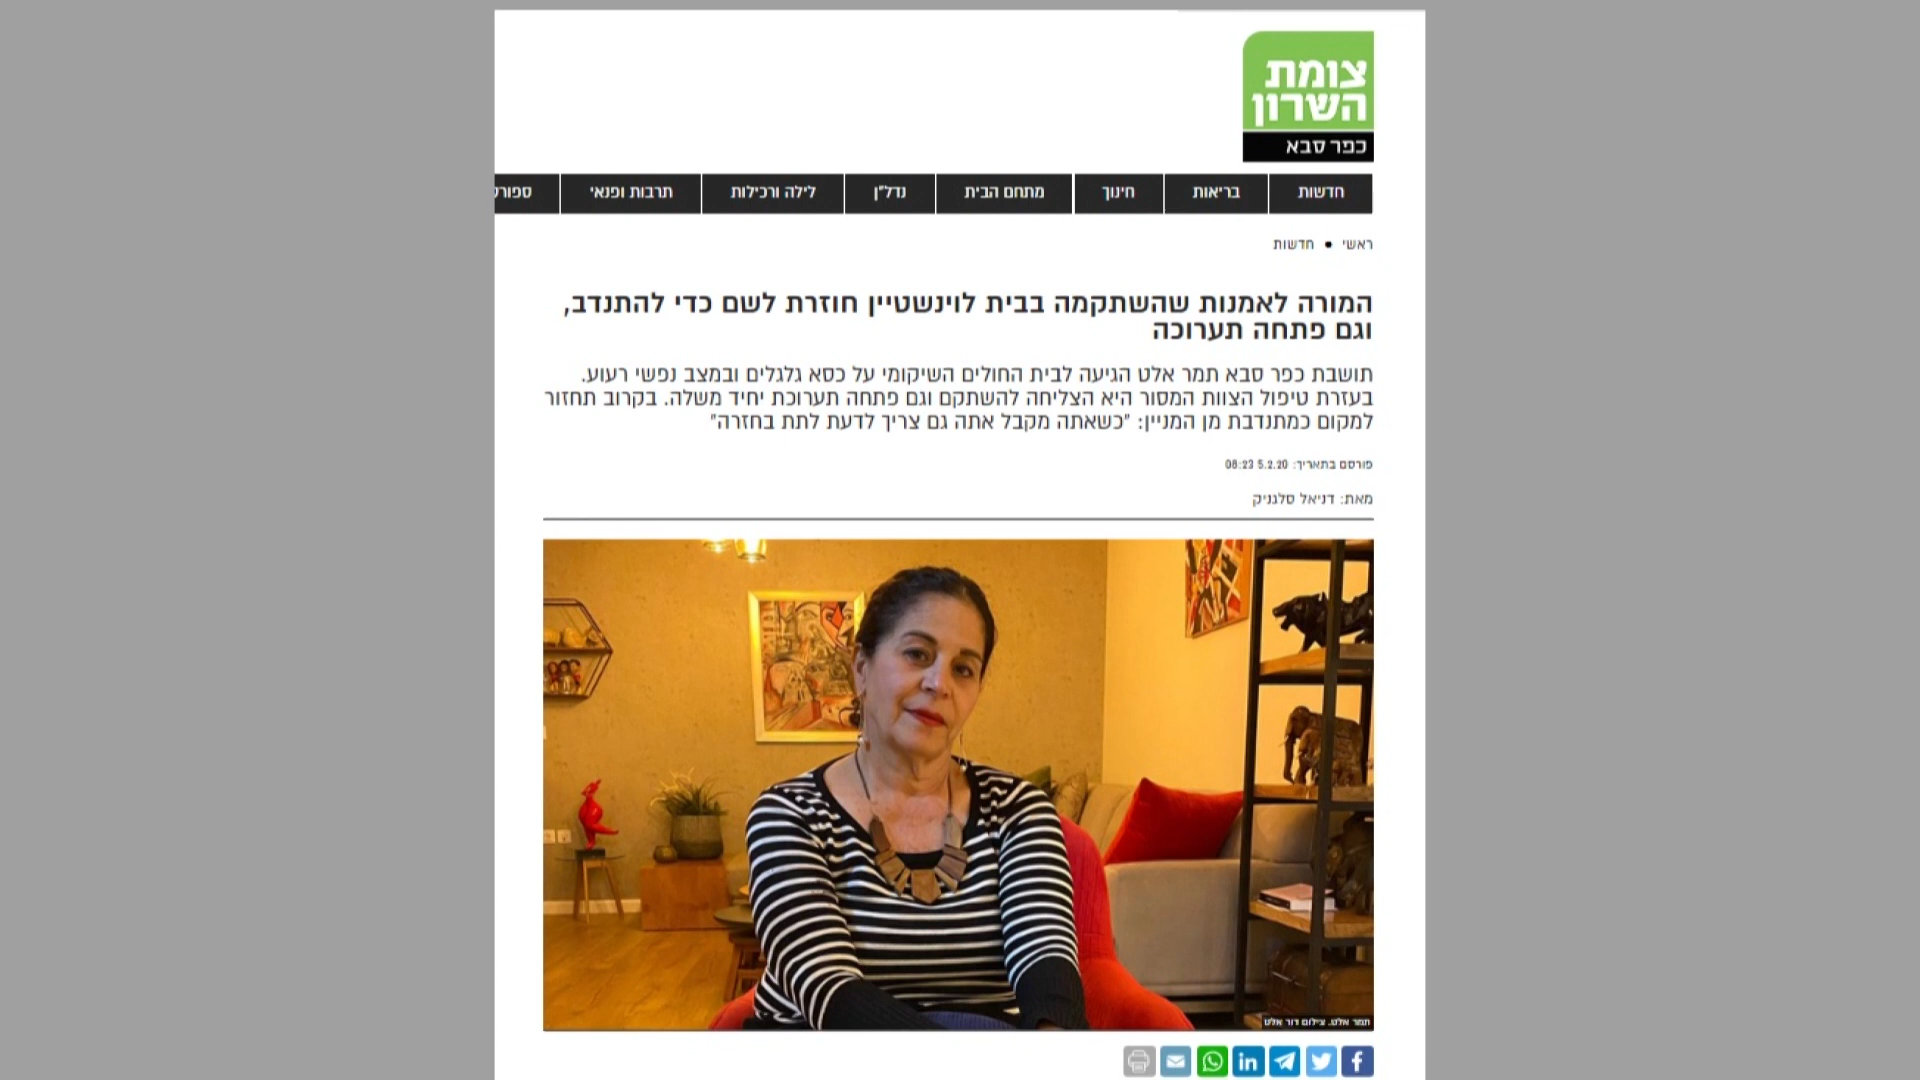 צומת
השרון
כפר סבא
חדשות
בריאות
חינוך
מתחם הבית
נדל"ן
לילה ורכילות
תרבות ופנאי
ספורט
ראשי • חדשות
המורה לאמנות שהשתקמה בבית לוינשטיין חוזרת לשם כדי להתנדב,
וגם פתחה תערוכה
תושבת כפר סבא תמר אלט הגיעה לבית החולים השיקומי על כסא גלגלים ובמצב נפשי רעוע.
בעזרת טיפול הצוות המסור היא הצליחה להשתקם וגם פתחה תערוכת יחיד משלה. בקרוב תחזור
למקום כמתנדבת מן המניין: "כשאתה מקבל אתה גם צריך לדעת לתת בחזרה"
פורסם בתאריך: 5.2.20 08:23
מאת: דניאל סלגניק
תמר אלט. צילום דור אלט